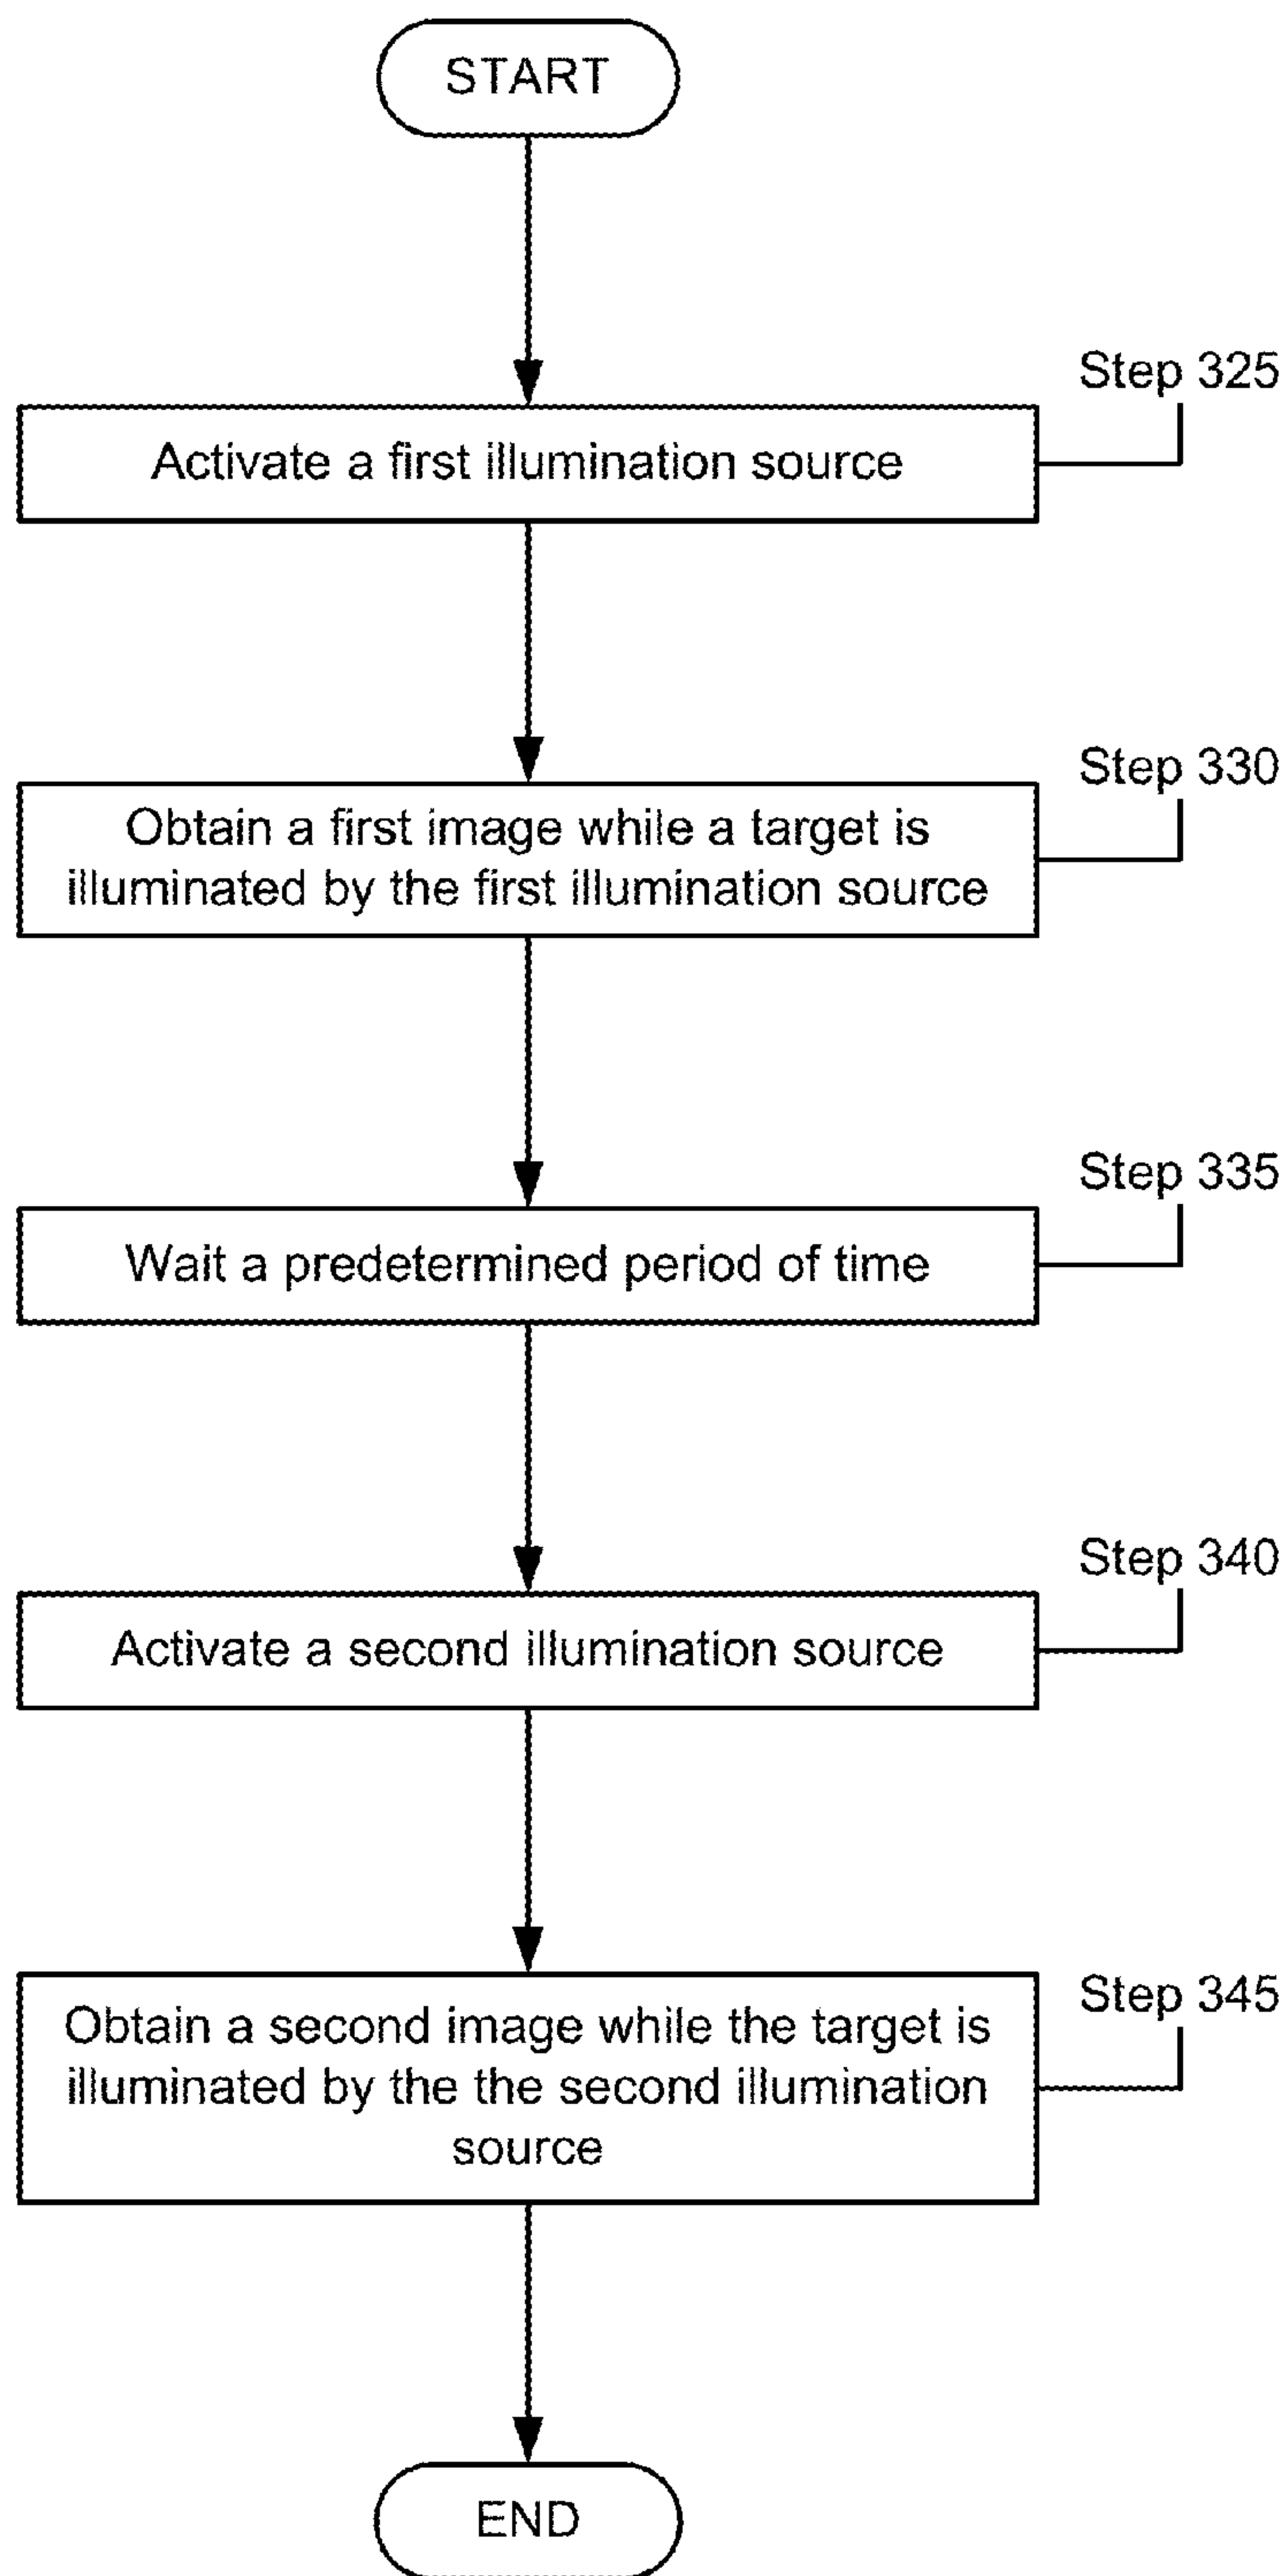 START
Step 325
Activate a first illumination source
Step 330
Obtain a first image while a target is
illuminated by the first illumination source
Step 335
Wait a predetermined period of time
Step 340
Activate a second illumination source
Step 345
Obtain a second image while the target is
illuminated by the the second illumination
source
END